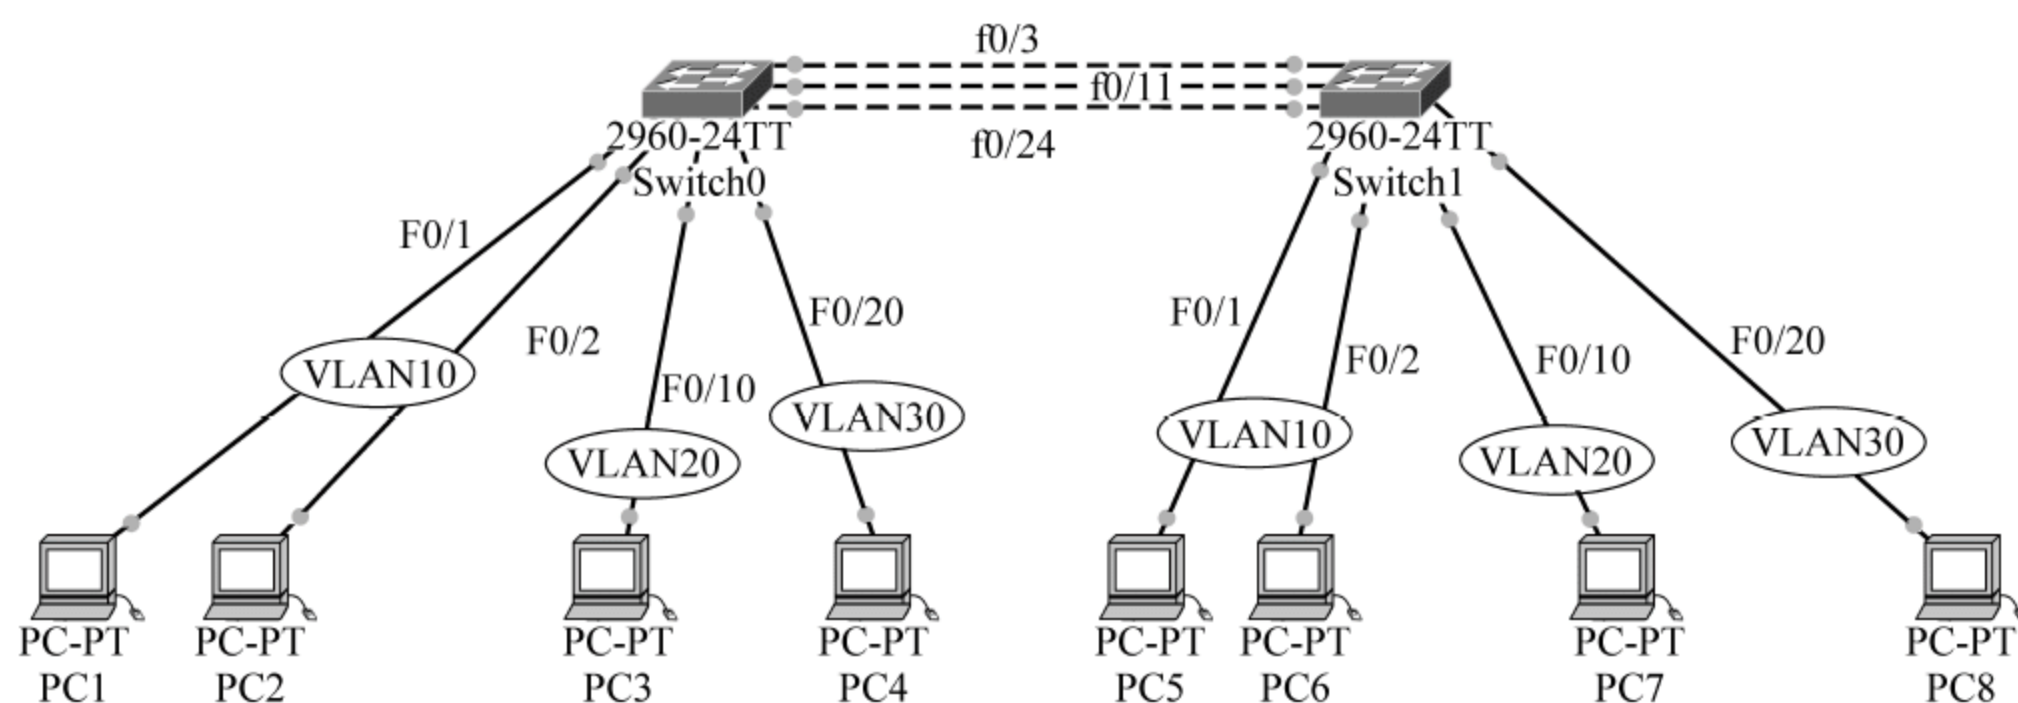 f0/3
f0/11
f0/24
2960-24TT
Switch0
2960-24TT
Switch1
F0/1
F0/2
F0/10
F0/20
F0/1
F0/2
F0/10
F0/20
VLAN10
VLAN20
VLAN30
VLAN10
VLAN20
VLAN30
PC-PT
PC1
PC-PT
PC2
PC-PT
PC3
PC-PT
PC4
PC-PT
PC5
PC-PT
PC6
PC-PT
PC7
PC-PT
PC8